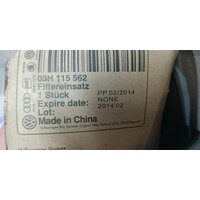 03H 115 562
Filtereinsatz
1 Stück PP 02/2014
Expire date: NONE
Lot: 2014 02
Made in China